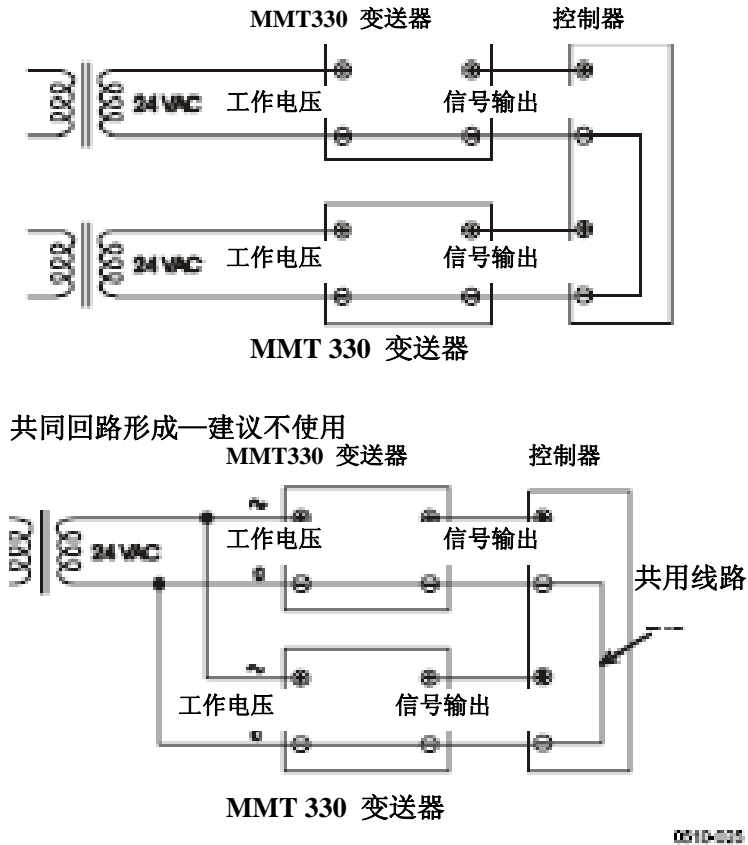 MMT330 变送器 控制器
24 VAC 工作电压 信号输出
24 VAC 工作电压 信号输出
MMT 330 变送器
共同回路形成—建议不使用
MMT330 变送器 控制器
~
24 VAC 工作电压 信号输出
0 共用线路
~
工作电压 信号输出
0
MMT 330 变送器
0510-025